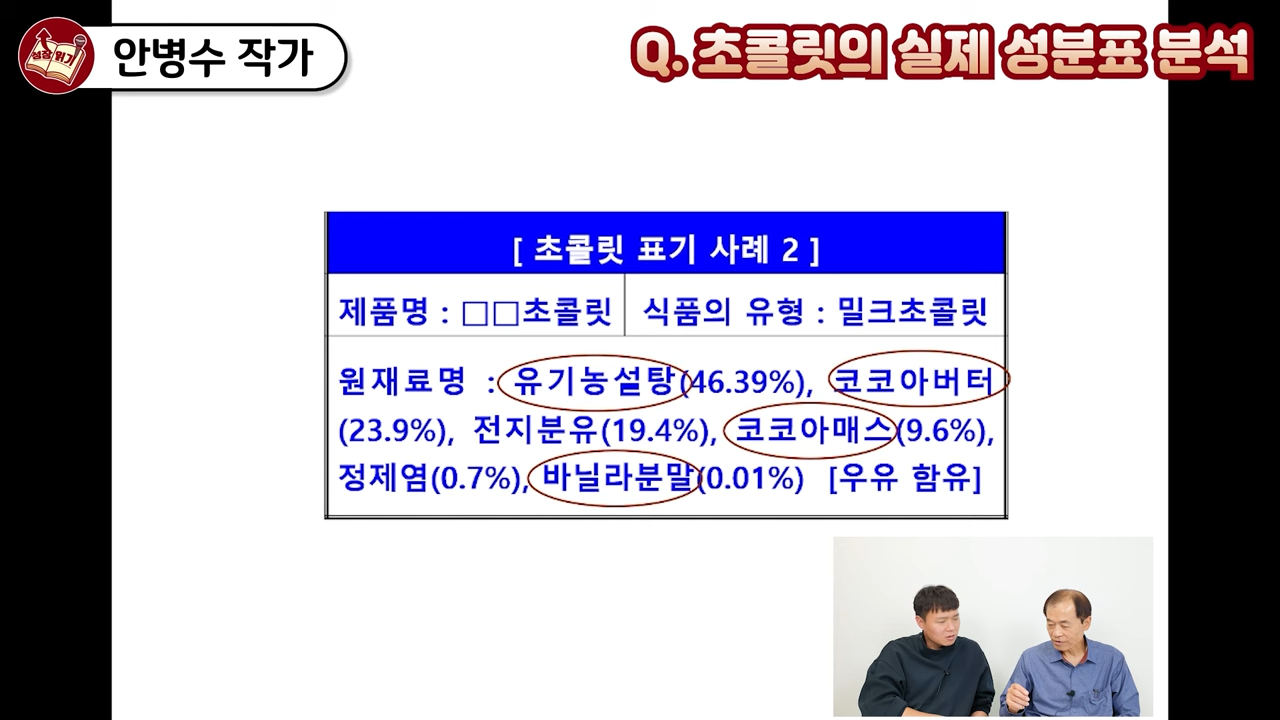 성점 읽기
안병수 작가
Q. 초콜릿의 실제 성분표 분석
[ 초콜릿 표기 사례 2 ]
제품명 : □□초콜릿
식품의 유형 : 밀크초콜릿
원재료명 : 유기농설탕(46.39%), 코코아버터
(23.9%), 전지분유(19.4%), 코코아매스(9.6%),
정제염(0.7%), 바닐라분말(0.01%) [우유 함유]